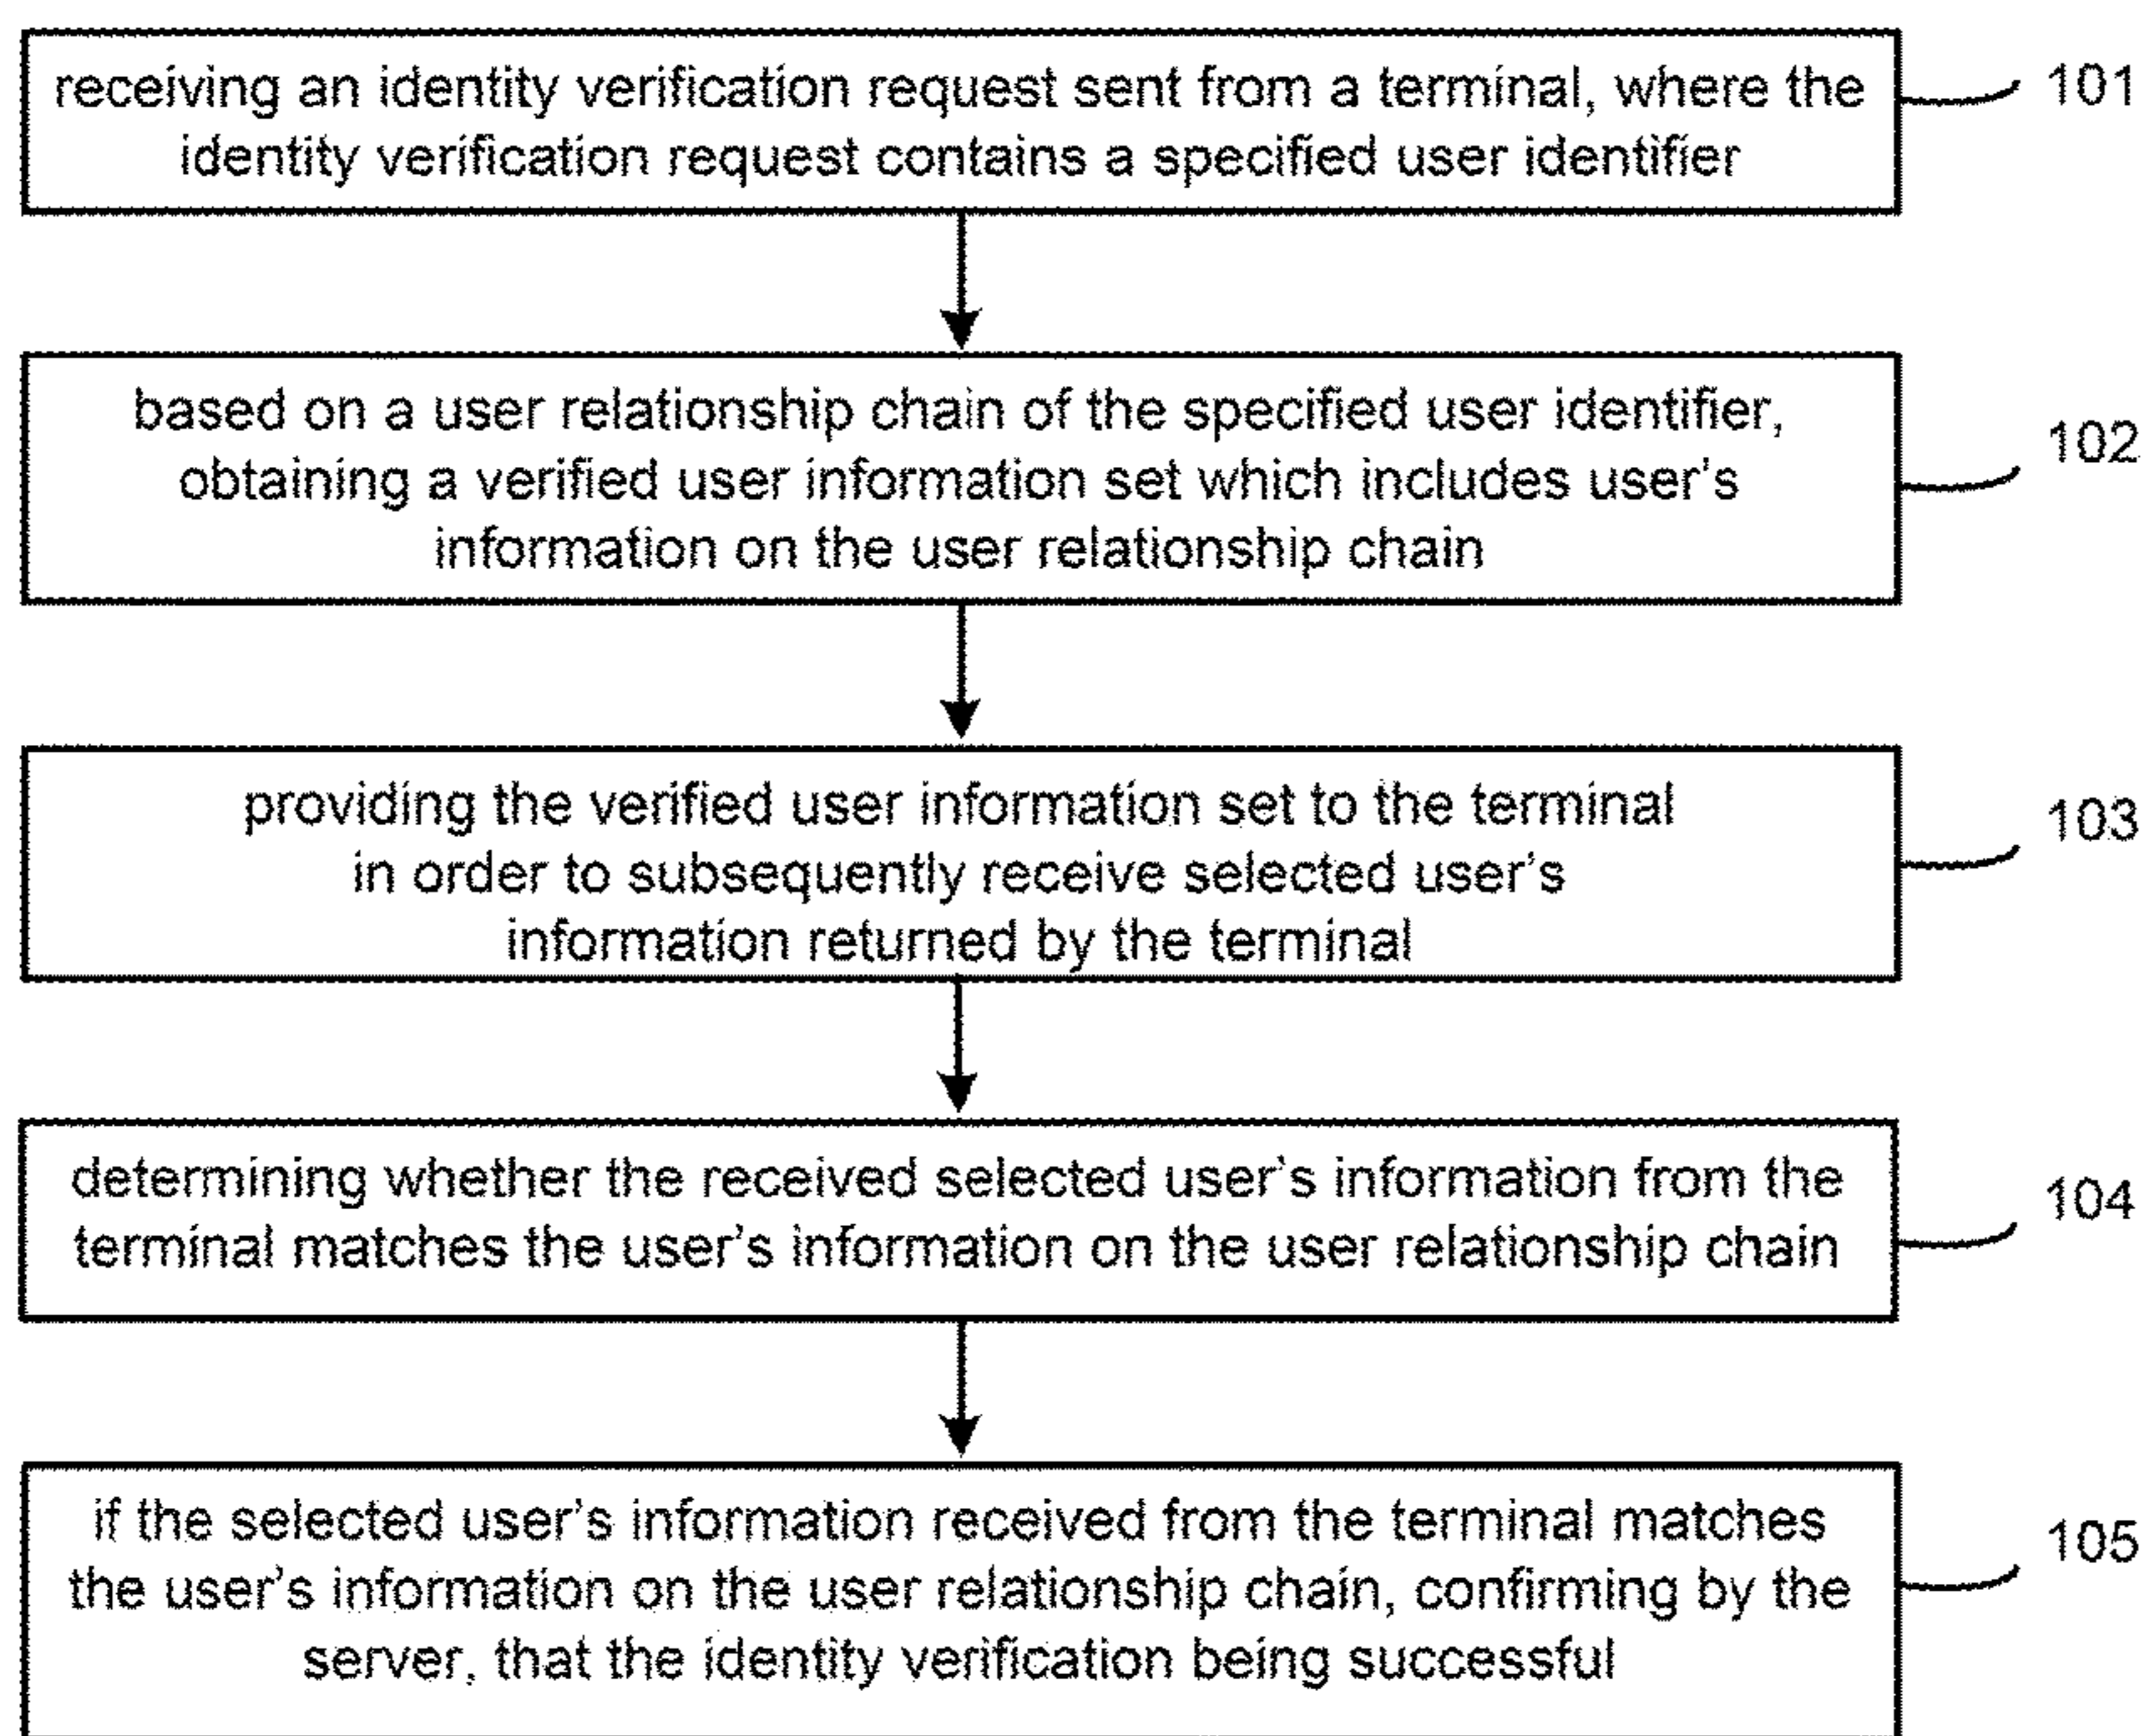 receiving an identity verification request sent from a terminal, where the
101
identity verification request contains a specified user identifier
based on a user relationship chain of the specified user identifier,
102
obtaining a verified user information set which includes user's
information on the user relationship chain
providing the verified user information set to the terminal
103
in order to subsequently receive selected user's
information returned by the terminal
determining whether the received selected user's information from the
104
terminal matches the user's information on the user relationship chain
if the selected user's information received from the terminal matches
105
the user's information on the user relationship chain, confirming by the
server, that the identity verification being successful